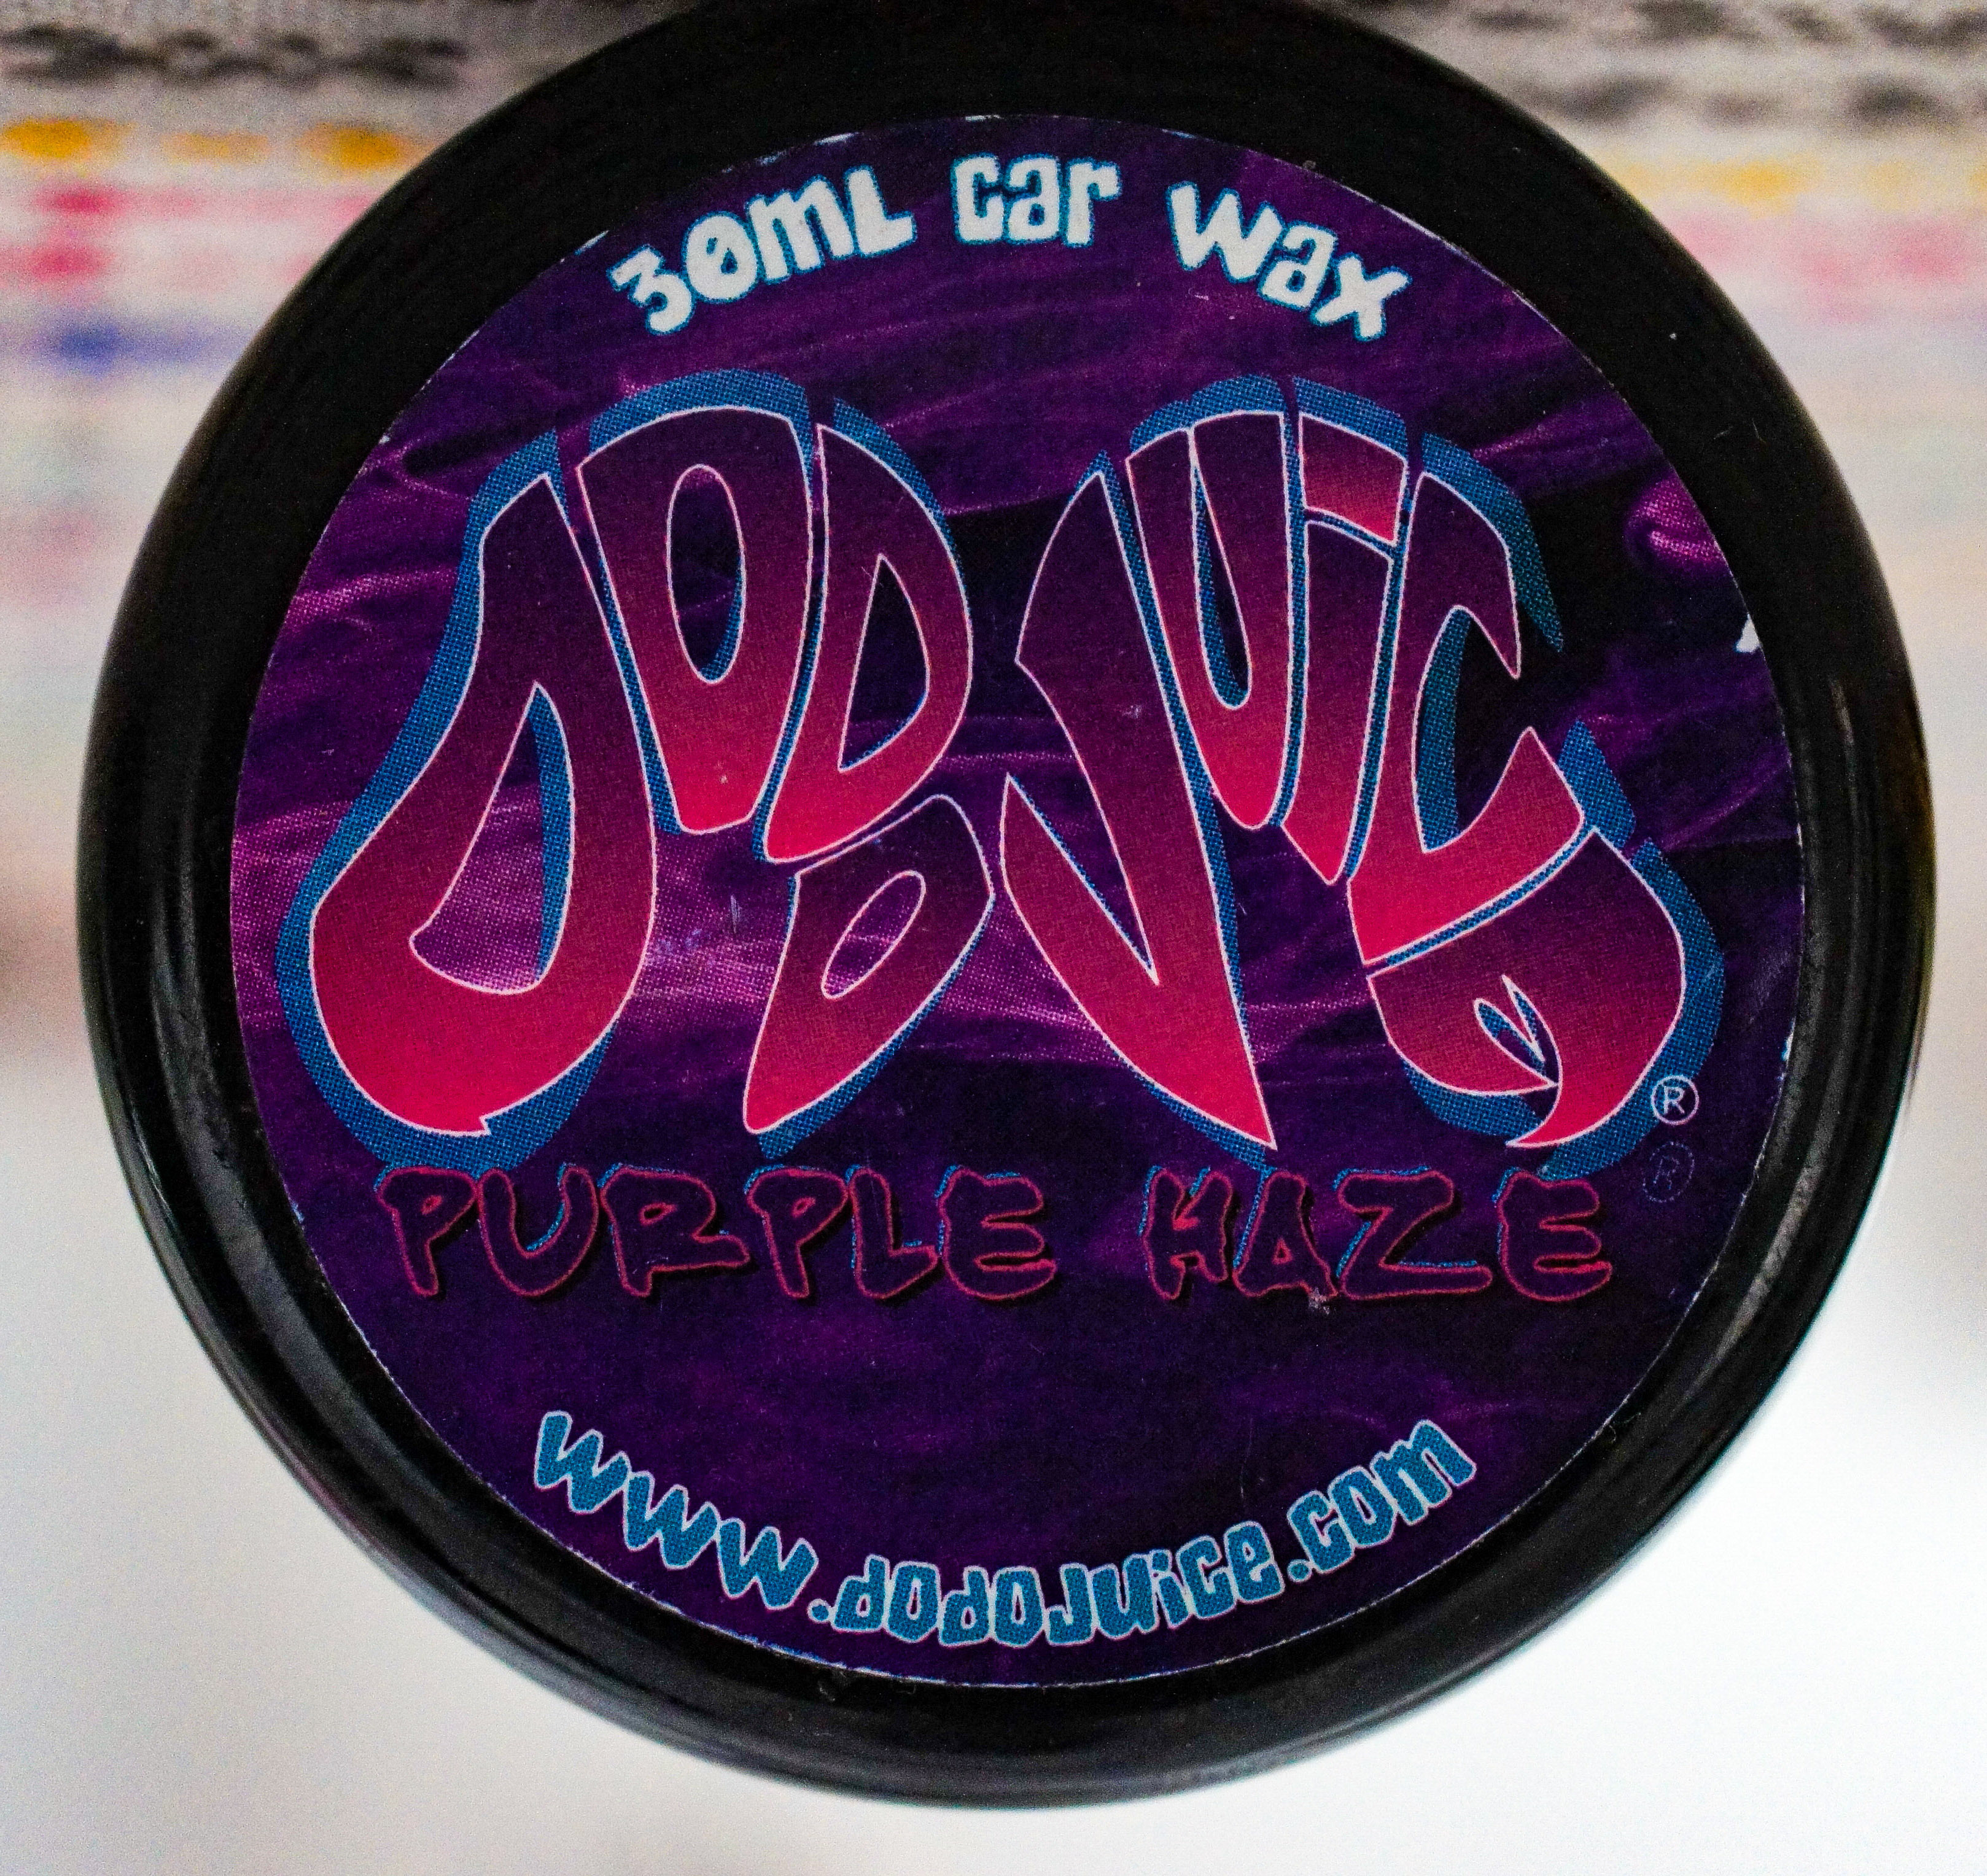 30mL car wax
DODO JUICE ®
®
PURPLE HAZE
www.dodojuice.com